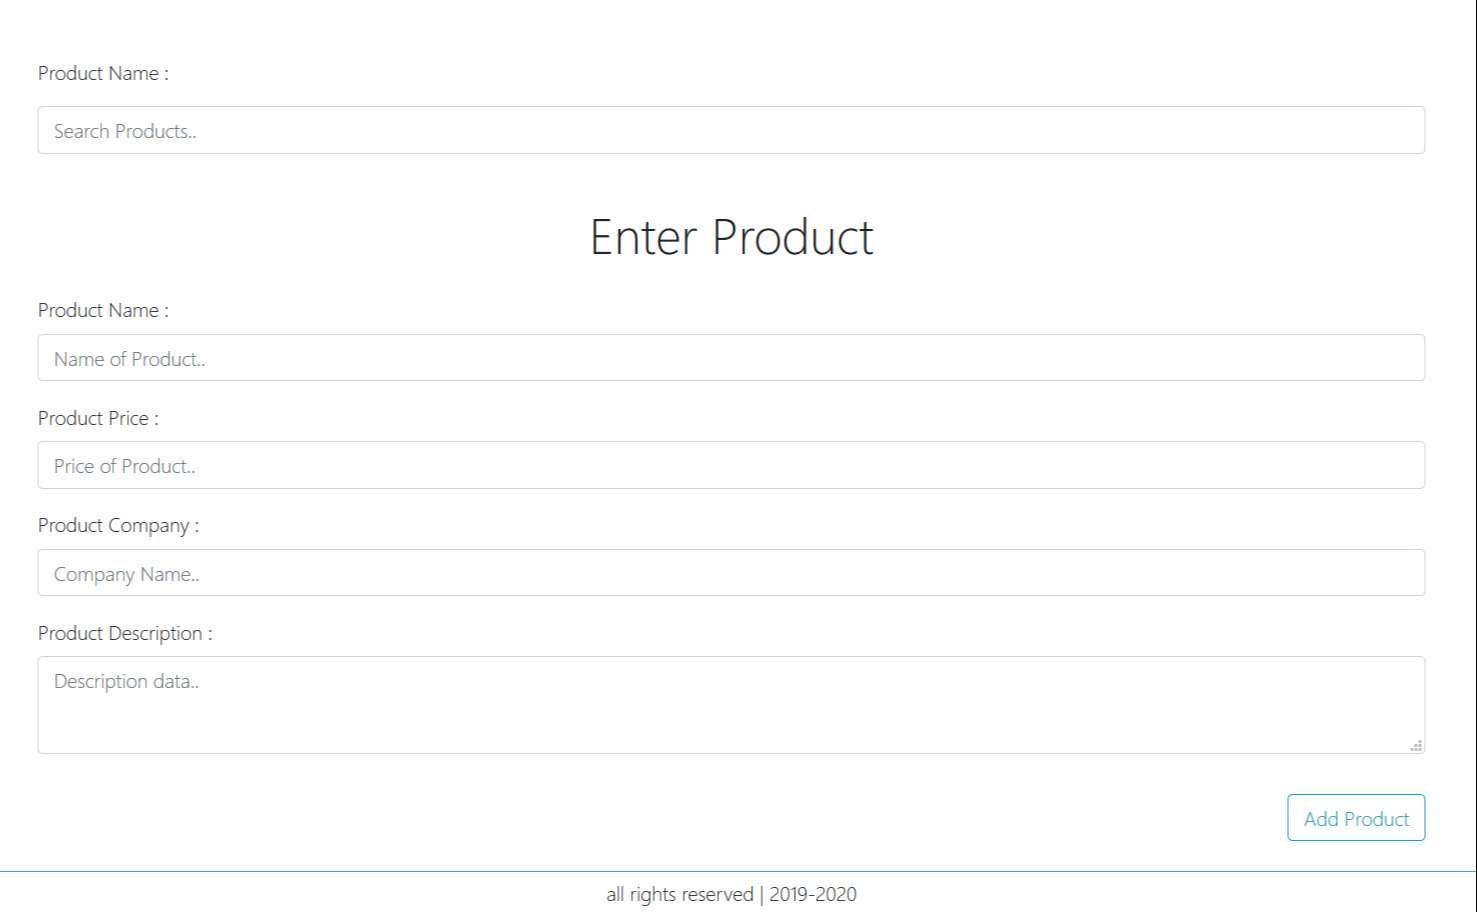 Product Name :
Search Products..
Enter Product
Product Name :
Name of Product..
Product Price :
Price of Product..
Product Company :
Company Name..
Product Description :
Description data..
Add Product
all rights reserved | 2019-2020